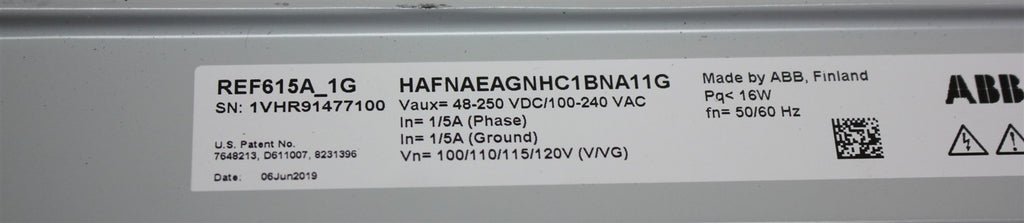 REF615A_1G
SN: 1VHR91477100
U.S. Patent No.
7648213, D611007, 8231396
Date: 06Jun2019
HAFNAEAGNHC1BNA11G
Vaux= 48-250 VDC/100-240 VAC
In= 1/5A (Phase)
In= 1/5A (Ground)
Vn= 100/110/115/120V (V/VG)
Made by ABB, Finland
Pq< 16W
fn= 50/60 Hz
ABB